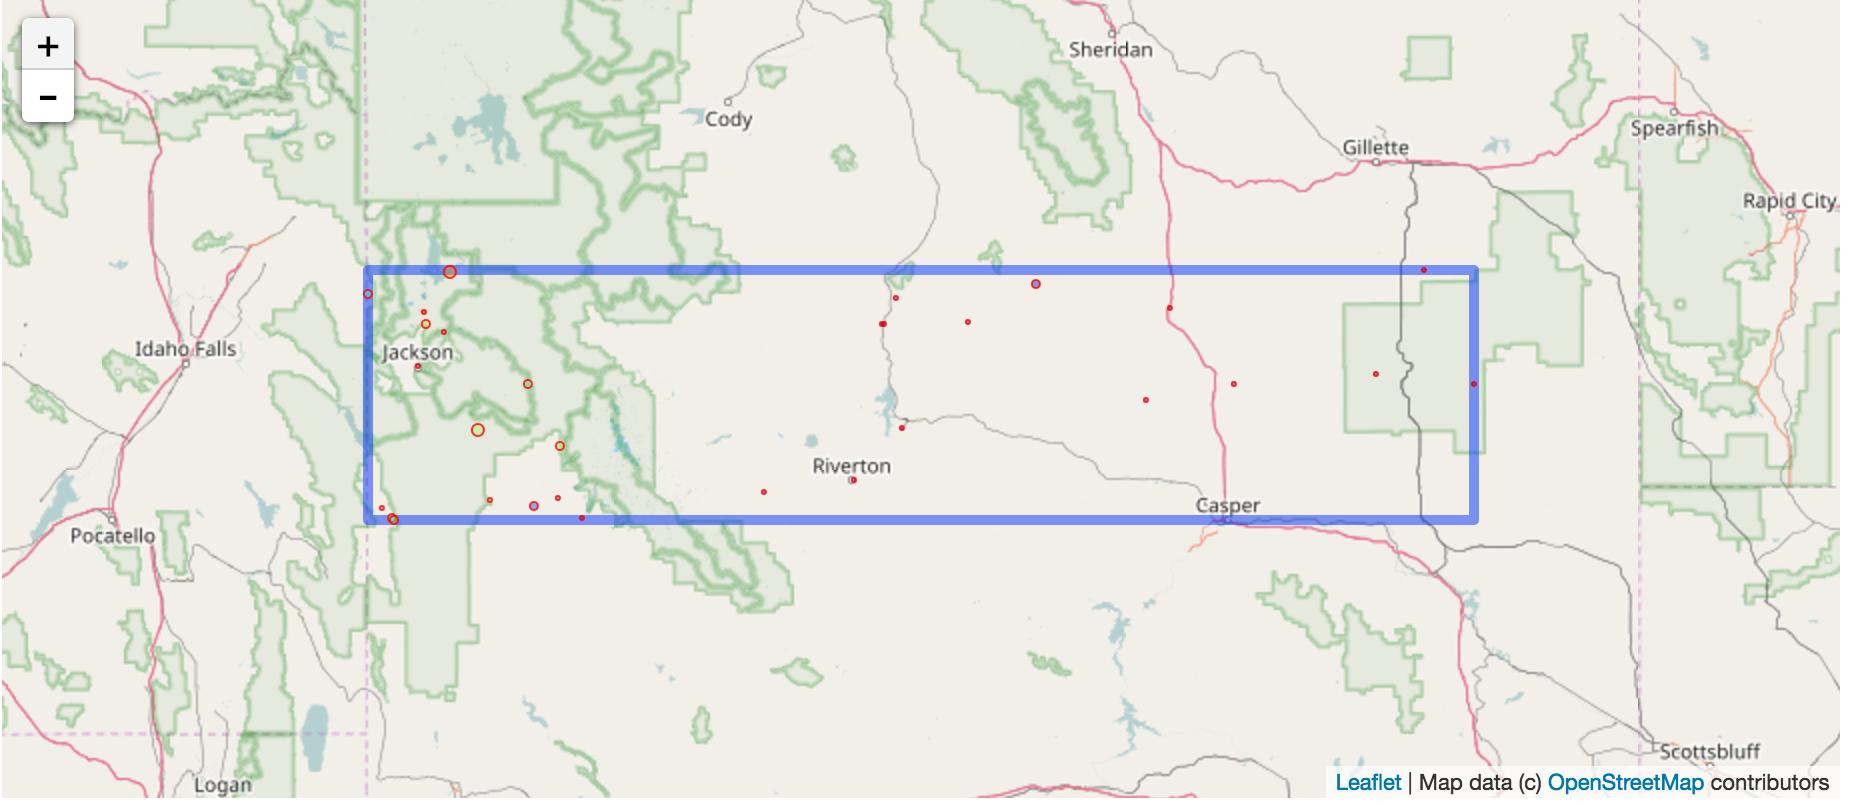 +
-
Sheridan
Cody
Spearfish
Gillette
Rapid City
Idaho Falls
Jackson
Riverton
Casper
Pocatello
Scottsbluff
Logan
Leaflet | Map data (c) OpenStreetMap contributors